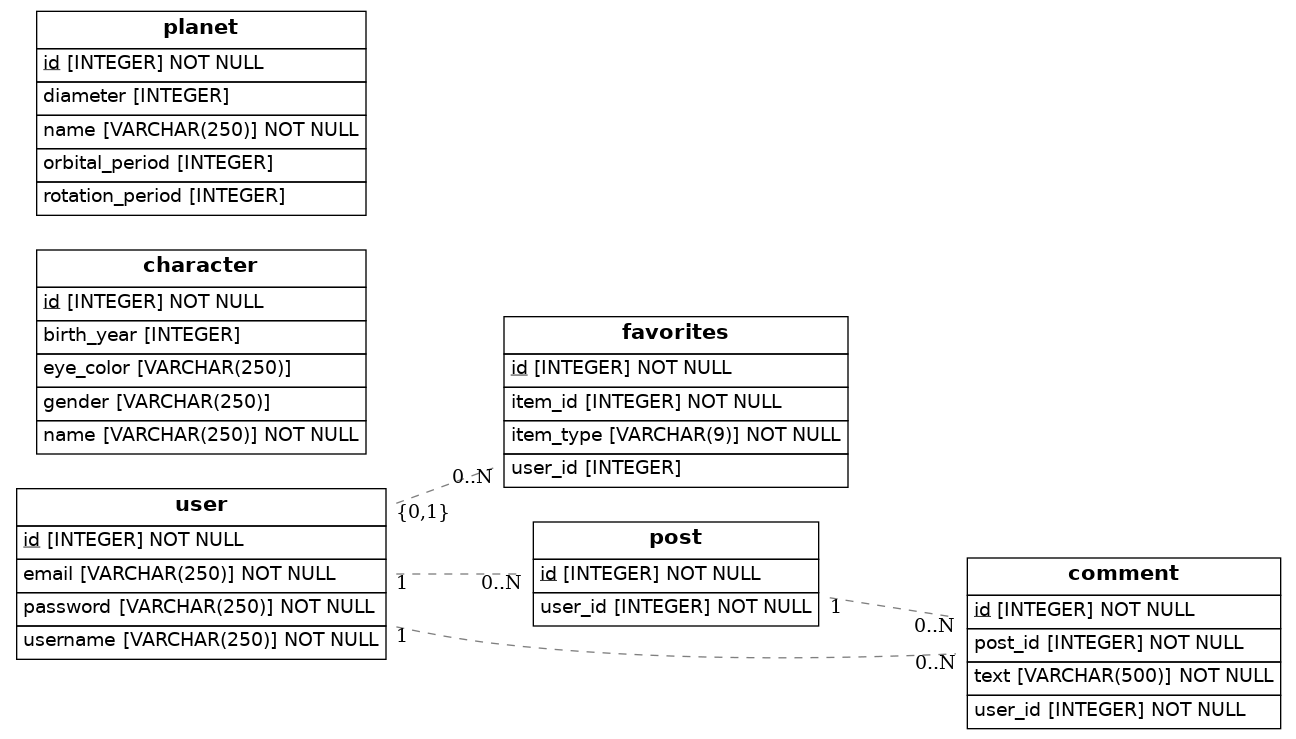 planet
id [INTEGER] NOT NULL
diameter [INTEGER]
name [VARCHAR(250)] NOT NULL
orbital_period [INTEGER]
rotation_period [INTEGER]
character
id [INTEGER] NOT NULL
birth_year [INTEGER]
eye_color [VARCHAR(250)]
gender [VARCHAR(250)]
name [VARCHAR(250)] NOT NULL
favorites
id [INTEGER] NOT NULL
item_id [INTEGER] NOT NULL
item_type [VARCHAR(9)] NOT NULL
user_id [INTEGER]
0..N
{0,1}
user
id [INTEGER] NOT NULL
email [VARCHAR(250)] NOT NULL
password [VARCHAR(250)] NOT NULL
username [VARCHAR(250)] NOT NULL
1
0..N
1
post
id [INTEGER] NOT NULL
user_id [INTEGER] NOT NULL
1
0..N
0..N
comment
id [INTEGER] NOT NULL
post_id [INTEGER] NOT NULL
text [VARCHAR(500)] NOT NULL
user_id [INTEGER] NOT NULL